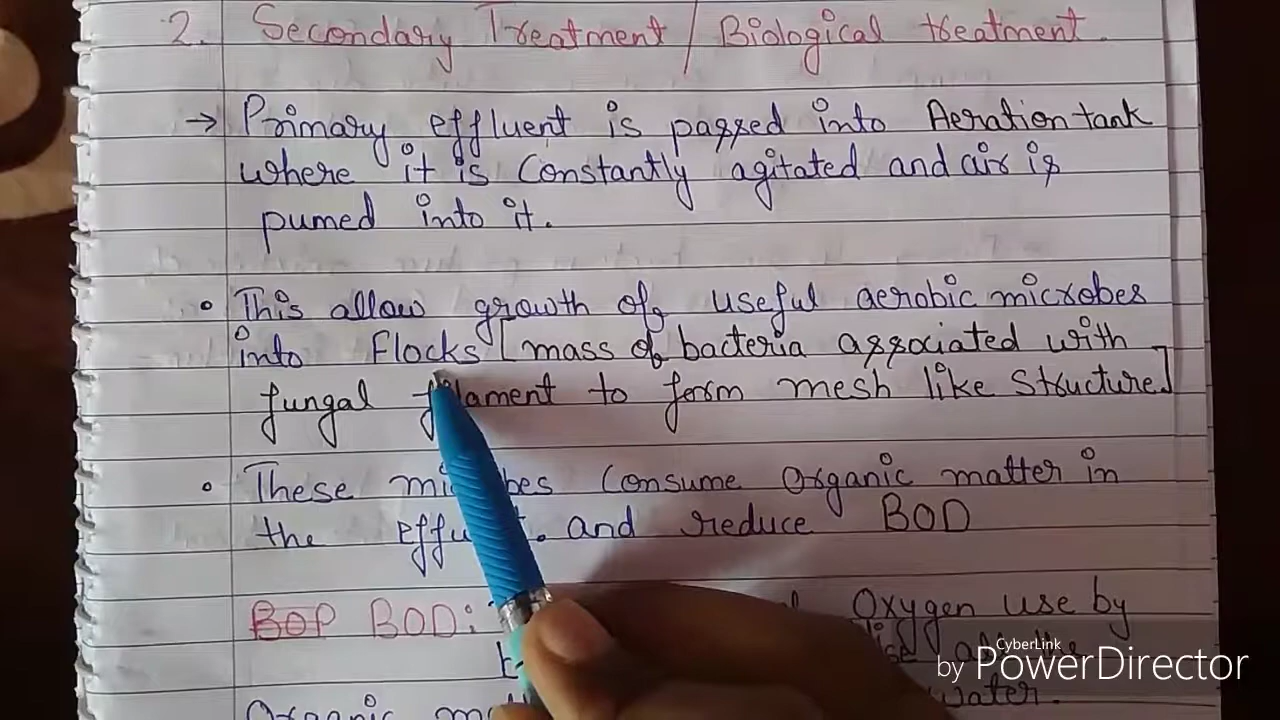 2. Secondary Treatment / Biological treatment.
→ Primary effluent is passed into Aeration tank
where it is constantly agitated and air is
pumed into it.
• This allow growth of useful aerobic microbes
into Flocks [mass of bacteria associated with
fungal filament to form mesh like structure]
• These consume organic matter in
the and reduce BOD
BOP BOD: Oxygen use by
water.
Organic
CyberLink
by PowerDirector